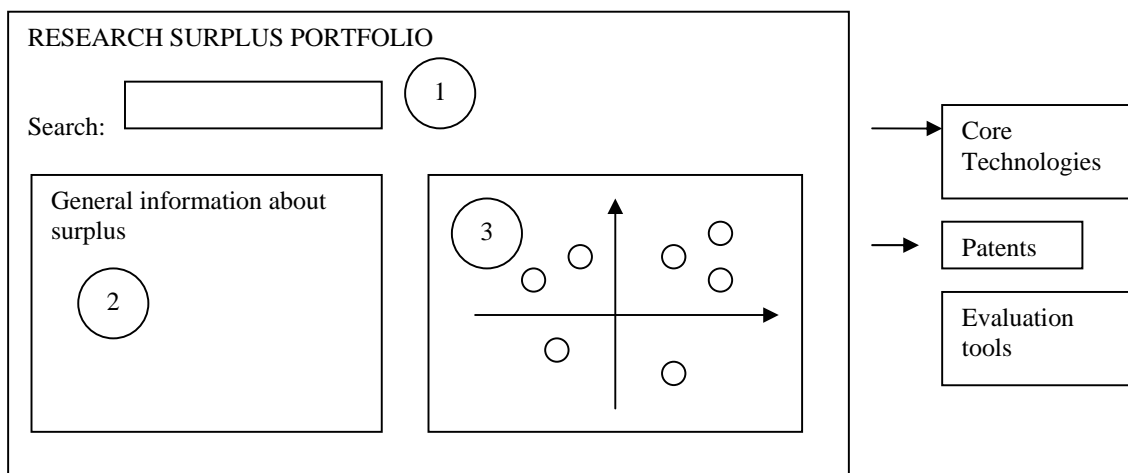 RESEARCH SURPLUS PORTFOLIO
1
Search:
General information about
surplus
2
3
Core
Technologies
Patents
Evaluation
tools